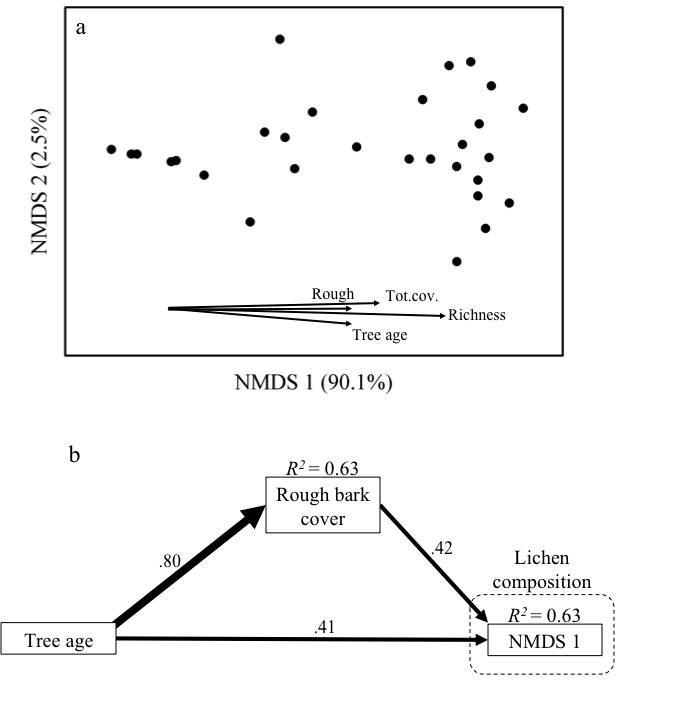 a
NMDS 2 (2.5%)
Rough
Tot.cov.
Richness
Tree age
NMDS 1 (90.1%)
b
R² = 0.63
Rough bark
cover
.80
.42
Lichen
composition
R² = 0.63
.41
Tree age
NMDS 1